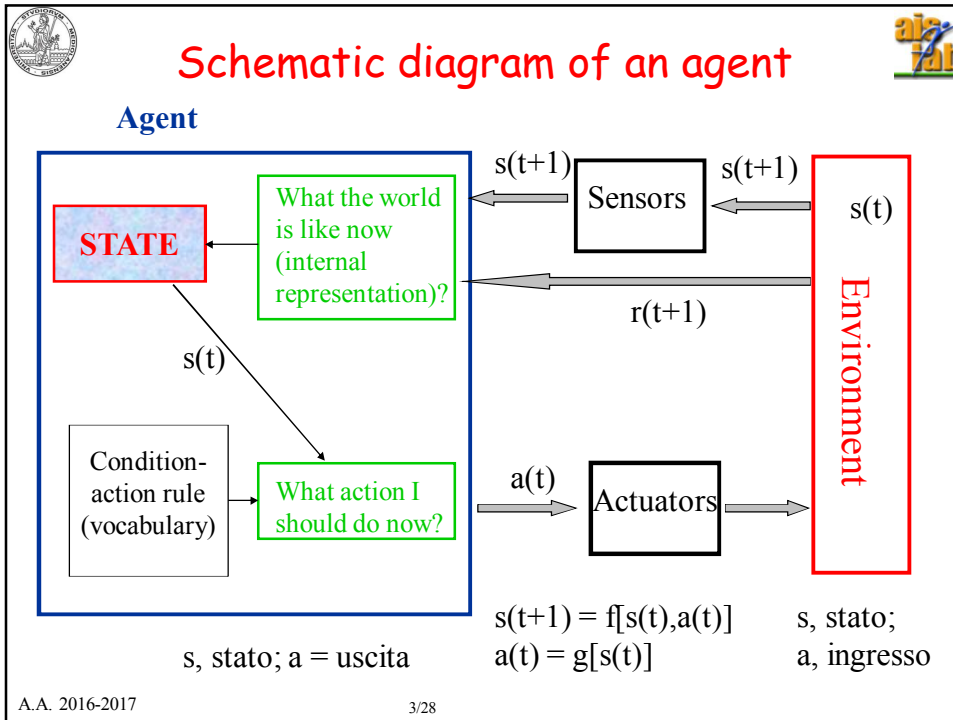 Schematic diagram of an agent
Agent
What the world
is like now
(internal
representation)?
STATE
s(t)
Condition-
action rule
(vocabulary)
What action I
should do now?
s(t+1)
Sensors
s(t+1)
s(t)
r(t+1)
Environment
a(t)
Actuators
s(t+1) = f[s(t),a(t)]
a(t) = g[s(t)]
s, stato;
a, ingresso
s, stato; a = uscita
A.A. 2016-2017
3/28